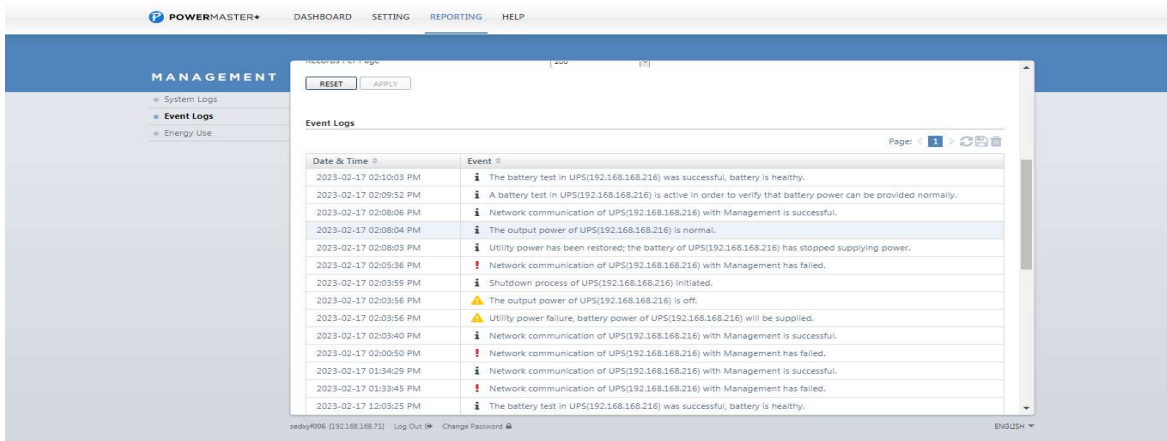 POWERMASTER+ DASHBOARD SETTING REPORTING HELP
MANAGEMENT
System Logs
Event Logs
Energy Use
Records Per Page 200
RESET APPLY
Event Logs
Page: < 1 >
Date & Time Event
2023-02-17 02:10:03 PM The battery test in UPS(192.168.168.216) was successful, battery is healthy.
2023-02-17 02:09:52 PM A battery test in UPS(192.168.168.216) is active in order to verify that battery power can be provided normally.
2023-02-17 02:08:06 PM Network communication of UPS(192.168.168.216) with Management is successful.
2023-02-17 02:08:04 PM The output power of UPS(192.168.168.216) is normal.
2023-02-17 02:08:03 PM Utility power has been restored; the battery of UPS(192.168.168.216) has stopped supplying power.
2023-02-17 02:05:36 PM Network communication of UPS(192.168.168.216) with Management has failed.
2023-02-17 02:03:59 PM Shutdown process of UPS(192.168.168.216) initiated.
2023-02-17 02:03:56 PM The output power of UPS(192.168.168.216) is off.
2023-02-17 02:03:56 PM Utility power failure, battery power of UPS(192.168.168.216) will be supplied.
2023-02-17 02:03:40 PM Network communication of UPS(192.168.168.216) with Management is successful.
2023-02-17 02:00:50 PM Network communication of UPS(192.168.168.216) with Management has failed.
2023-02-17 01:34:29 PM Network communication of UPS(192.168.168.216) with Management is successful.
2023-02-17 01:33:45 PM Network communication of UPS(192.168.168.216) with Management has failed.
2023-02-17 12:03:25 PM The battery test in UPS(192.168.168.216) was successful, battery is healthy.
sedxyf006 [192.168.168.71] Log Out Change Password ENGLISH